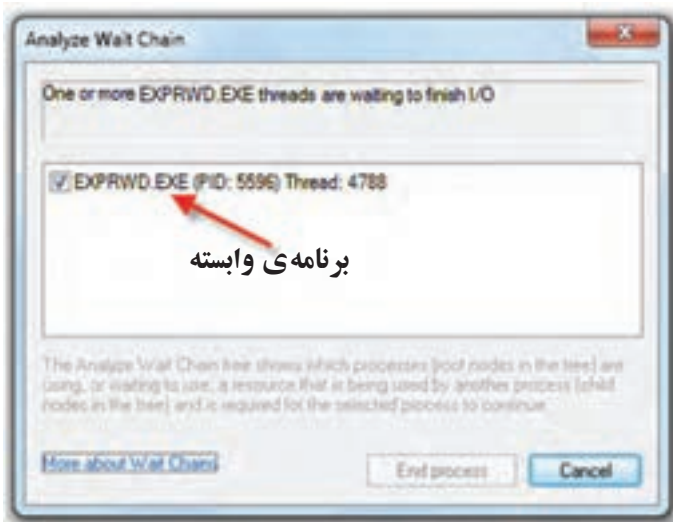 Analyze Wait Chain
One or more EXPRWD.EXE threads are waiting to finish I/O
EXPRWD.EXE (PID: 5596) Thread: 4788
برنامه‌ی وابسته
The Analyze Wait Chain tree shows which processes (root nodes in the tree) are
using, or waiting to use, a resource that is being used by another process (child
nodes in the tree) and is required for the selected process to continue.
More about Wait Chains
End process
Cancel